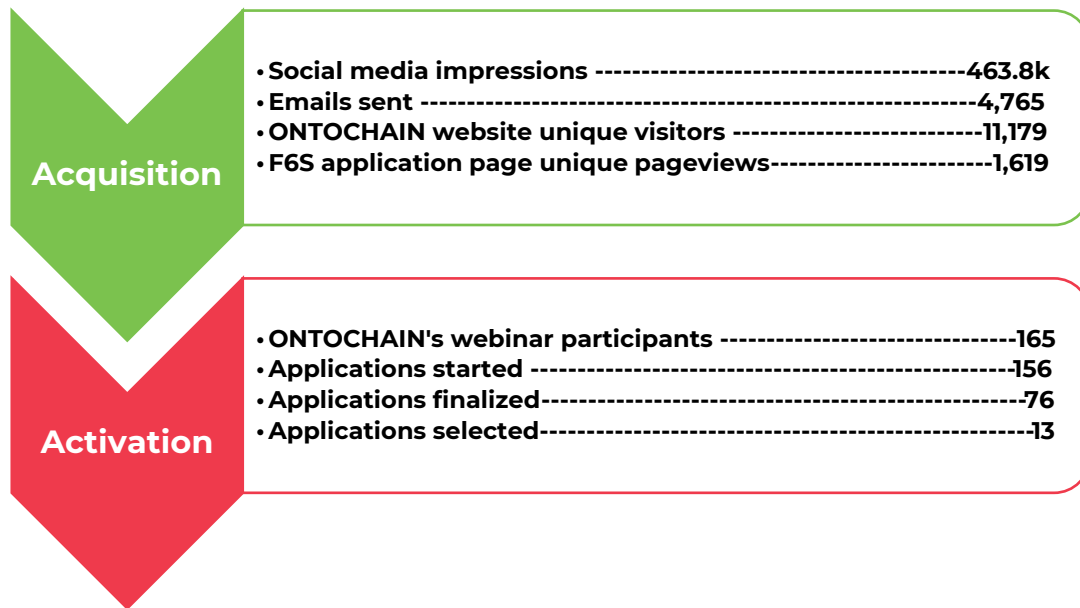 Acquisition
• Social media impressions ----------------------------------------463.8k
• Emails sent ------------------------------------------------------------4,765
• ONTOCHAIN website unique visitors ---------------------------11,179
• F6S application page unique pageviews------------------------1,619
Activation
• ONTOCHAIN's webinar participants --------------------------------165
• Applications started ----------------------------------------------------156
• Applications finalized----------------------------------------------------76
• Applications selected-----------------------------------------------------13